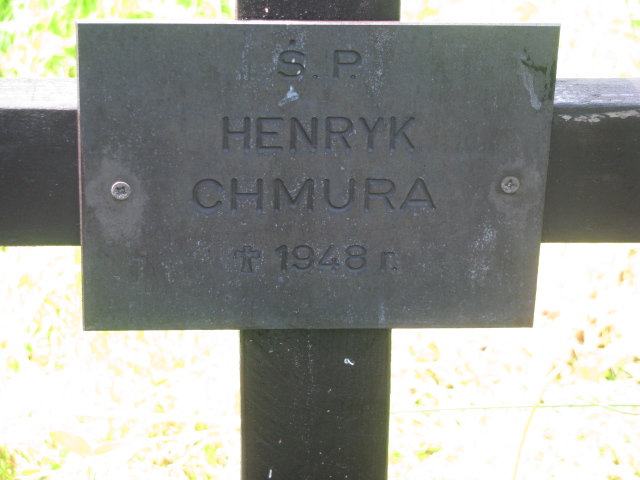 Ś. P.
HENRYK
CHMURA
✝ 1948 r.